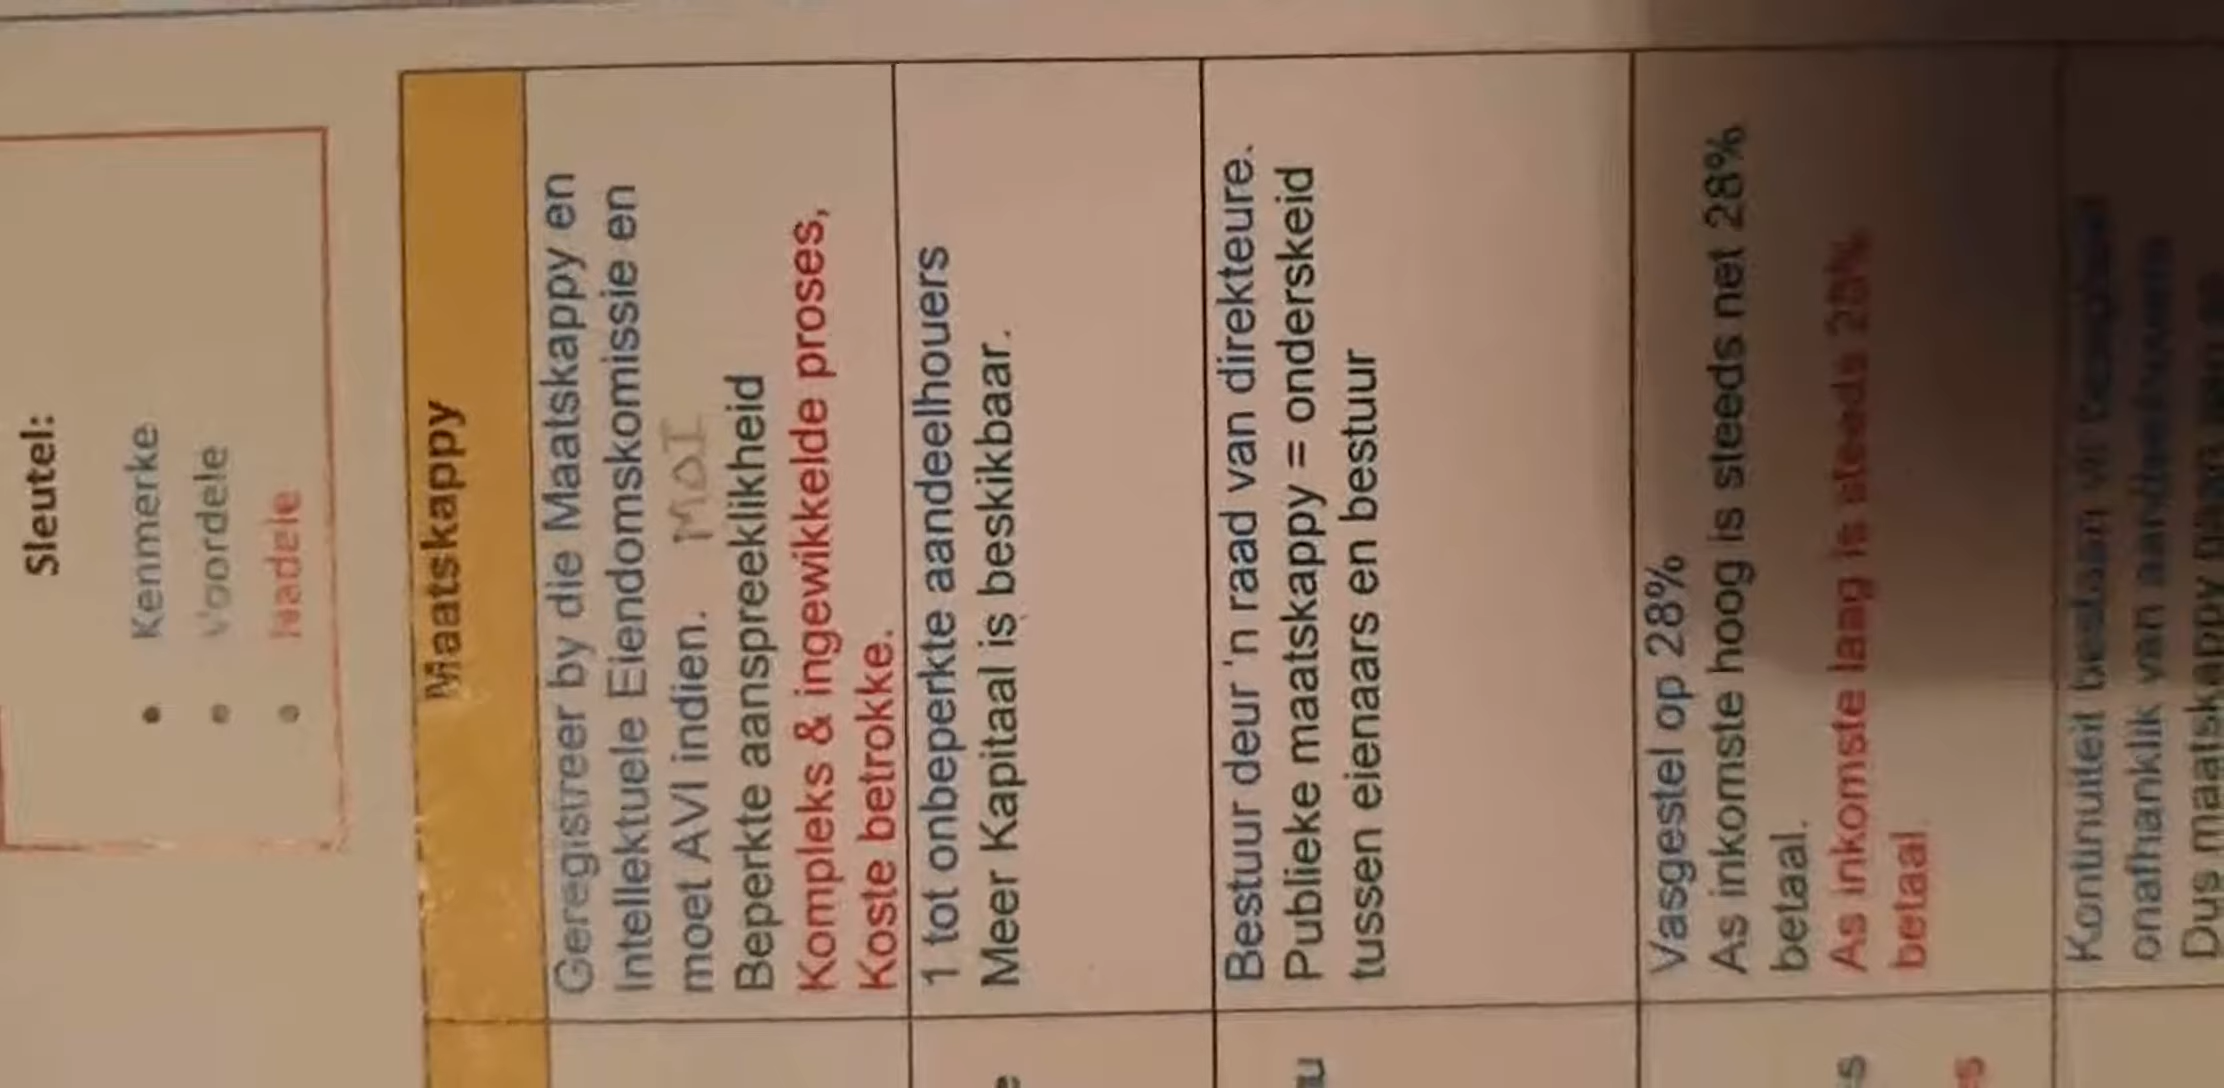 Sleutel:
Kenmerke
Voordele
Nadele
Maatskappy
Geregistreer by die Maatskappy en
Intellektuele Eiendomskomissie en
moet AVI indien. MOI
Beperkte aanspreeklikheid
Kompleks & ingewikkelde proses,
Koste betrokke.
1 tot onbeperkte aandeelhouers
Meer Kapitaal is beskikbaar.
Bestuur deur 'n raad van direkteure.
Publieke maatskappy = onderskeid
tussen eienaars en bestuur
Vasgestel op 28%
As inkomste hoog is steeds net 28%
betaal.
As inkomste laag is steeds 28%
betaal.
Kontinuiteit bestaan
onafhanklik van aandeelhouers
Dus maatskappy